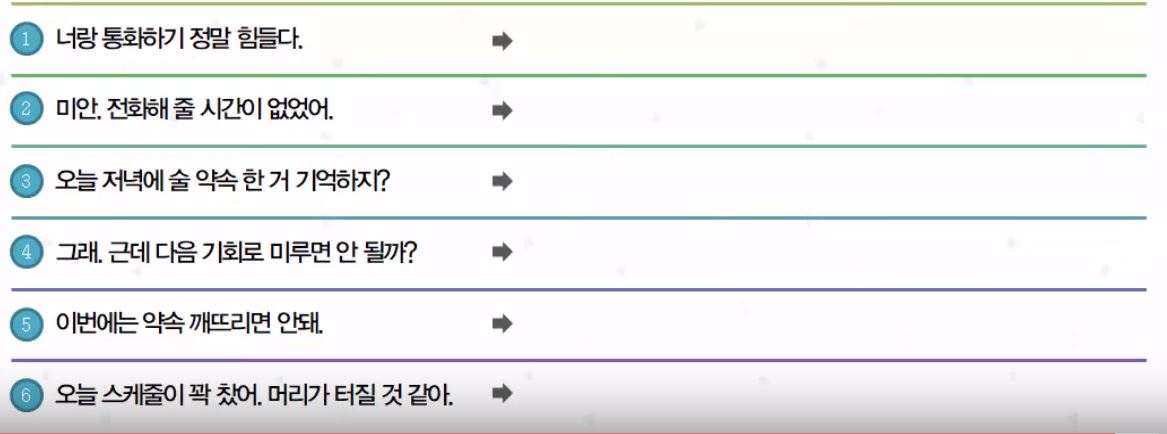 1 너랑 통화하기 정말 힘들다. ➡
2 미안. 전화해 줄 시간이 없었어. ➡
3 오늘 저녁에 술 약속 한 거 기억하지? ➡
4 그래. 근데 다음 기회로 미루면 안 될까? ➡
5 이번에는 약속 깨뜨리면 안돼. ➡
6 오늘 스케줄이 꽉 찼어. 머리가 터질 것 같아. ➡